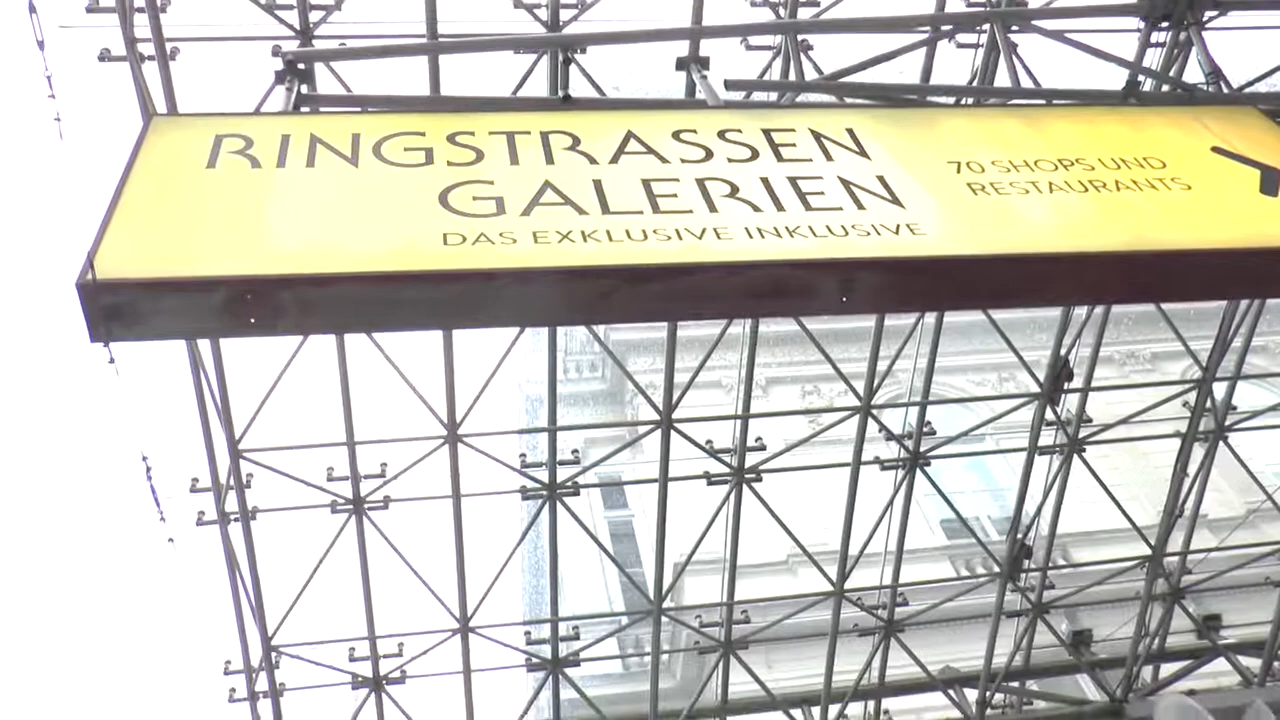 RINGSTRASSEN
GALERIEN
DAS EXKLUSIVE INKLUSIVE
70 SHOPS UND
RESTAURANTS